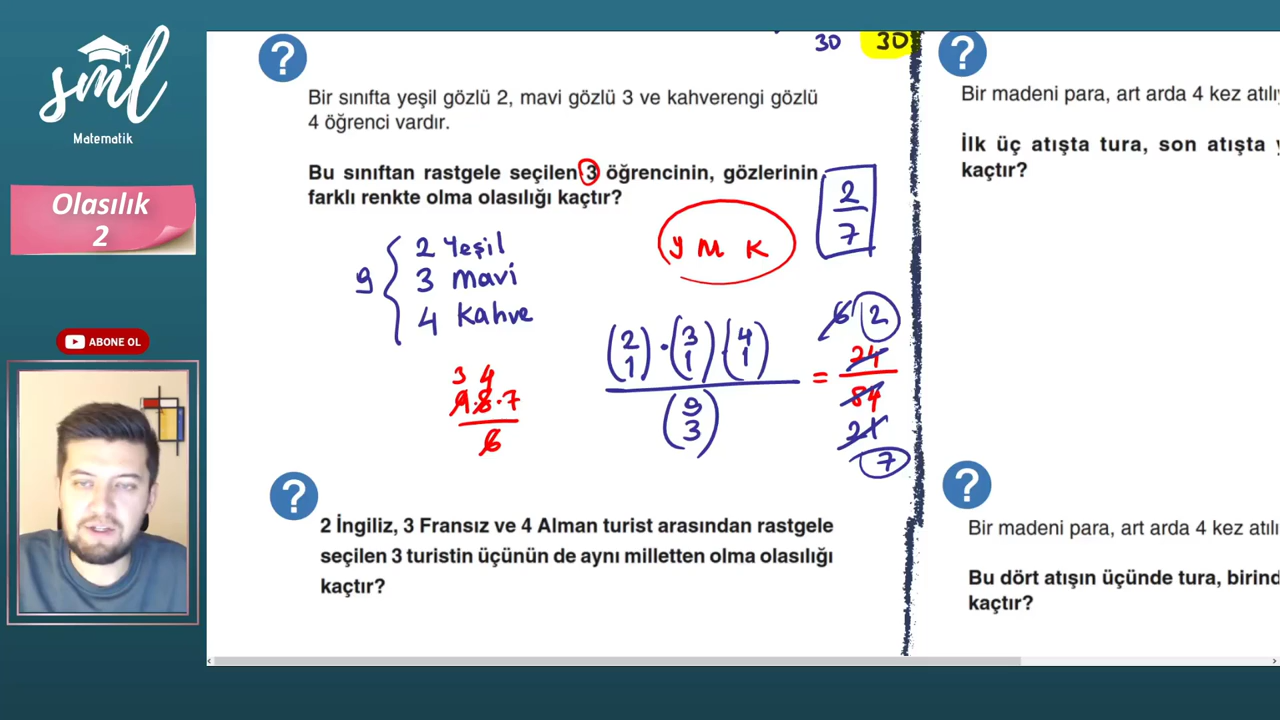 sml
Matematik
Olasılık
2
ABONE OL
30 30
?
Bir sınıfta yeşil gözlü 2, mavi gözlü 3 ve kahverengi gözlü
4 öğrenci vardır.
Bu sınıftan rastgele seçilen 3 öğrencinin, gözlerinin
farklı renkte olma olasılığı kaçtır?
2
7
9 { 2 Yeşil
3 mavi
4 Kahve
Y M K
3 4
9.8.7
6
(2 1) . (3 1) . (4 1)
(9 3)
=
6 2
24
84
21
7
?
2 İngiliz, 3 Fransız ve 4 Alman turist arasından rastgele
seçilen 3 turistin üçünün de aynı milletten olma olasılığı
kaçtır?
?
Bir madeni para, art arda 4 kez atılı
İlk üç atışta tura, son atışta y
kaçtır?
?
Bir madeni para, art arda 4 kez atılı
Bu dört atışın üçünde tura, birind
kaçtır?